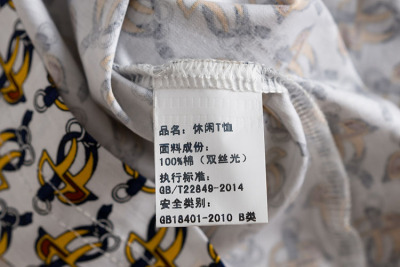 品名：休闲T恤
面料成份：
100%棉（双丝光）
执行标准：
GB/T22849-2014
安全类别：
GB18401-2010 B类